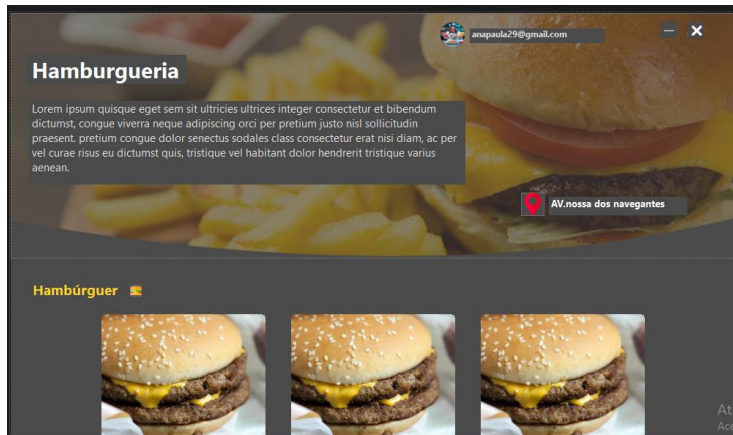 anapaula29@gmail.com
Hamburgueria
Lorem ipsum quisque eget sem sit ultricies ultrices integer consectetur et bibendum
dictumst, congue viverra neque adipiscing orci per pretium justo nisl sollicitudin
praesent. pretium congue dolor senectus sodales class consectetur erat nisi diam, ac per
vel curae risus eu dictumst quis, tristique vel habitant dolor hendrerit tristique varius
aenean.
AV.nossa dos navegantes
Hambúrguer
At
Ace